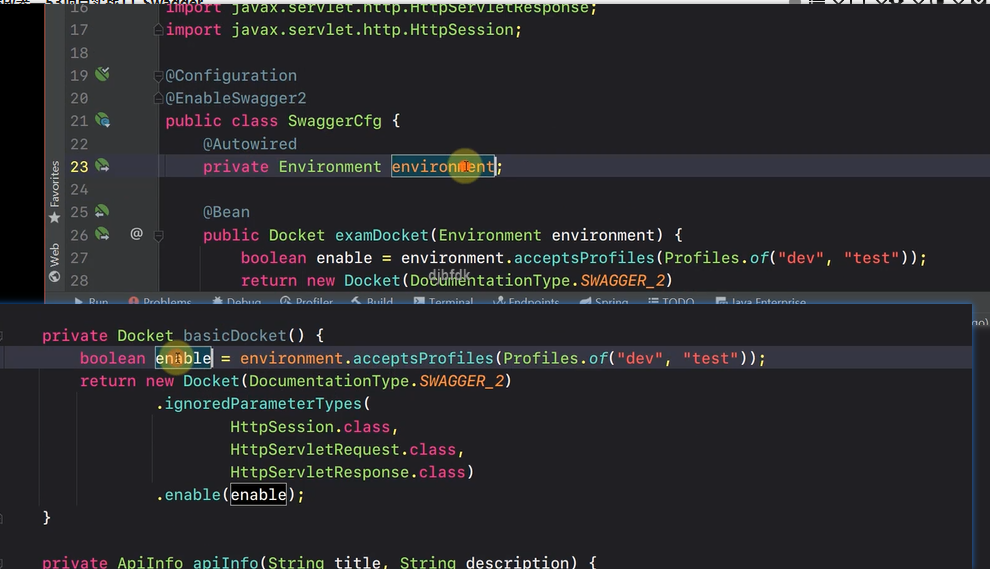 16 import javax.servlet.http.HttpServletResponse;
17 import javax.servlet.http.HttpSession;
18
19 @Configuration
20 @EnableSwagger2
21 public class SwaggerCfg {
22 @Autowired
23 private Environment environment;
24
25 @Bean
26 @ public Docket examDocket(Environment environment) {
27 boolean enable = environment.acceptsProfiles(Profiles.of("dev", "test"));
28 return new Docket(DocumentationType.SWAGGER_2)
djhfdk
Favorites
Web
Run Problems Debug Profiler Build Terminal Endpoints Spring TODO Java Enterprise
private Docket basicDocket() {
boolean enable = environment.acceptsProfiles(Profiles.of("dev", "test"));
return new Docket(DocumentationType.SWAGGER_2)
.ignoredParameterTypes(
HttpSession.class,
HttpServletRequest.class,
HttpServletResponse.class)
.enable(enable);
}
private ApiInfo apiInfo(String title, String description) {